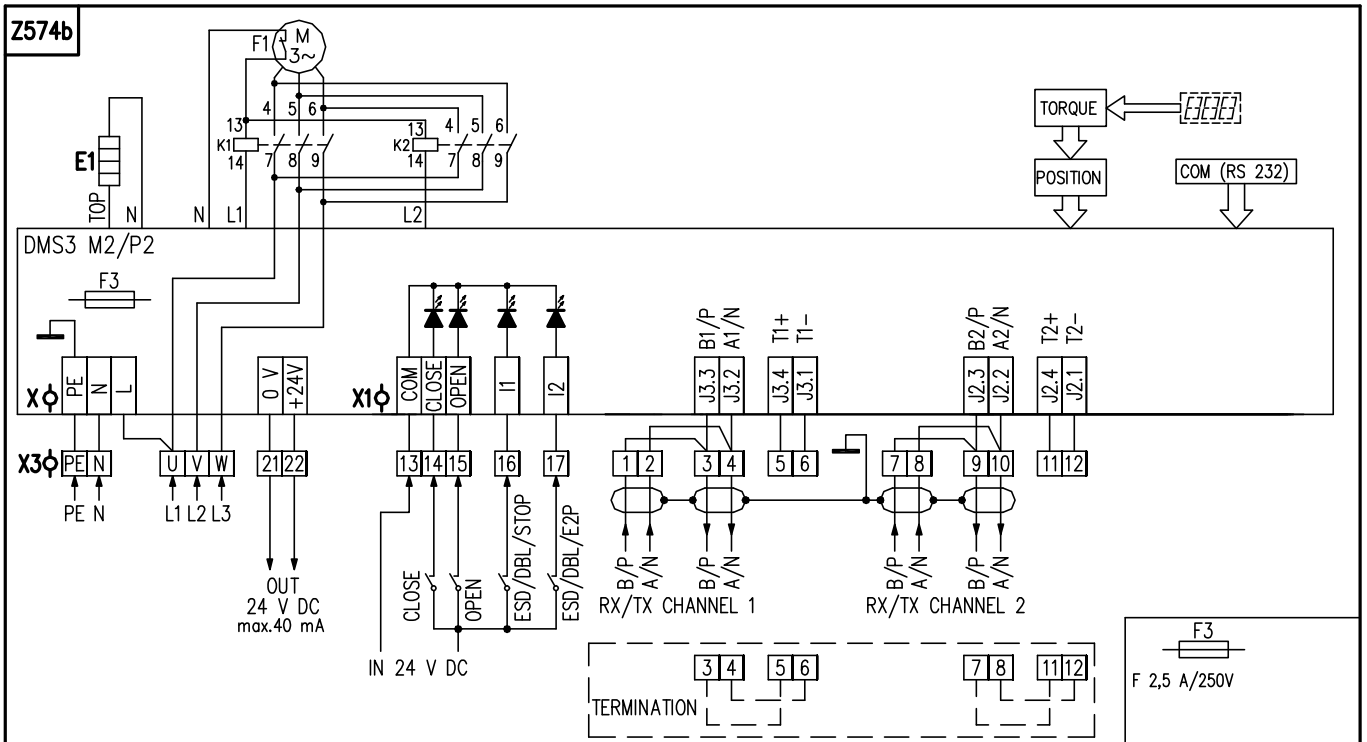 Z574b
F1
M
3~
4 5 6
13
K1
14
7 8 9
13
K2
14
4 5 6
7 8 9
E1
TOP
N
N
L1
L2
TORQUE
POSITION
COM (RS 232)
DMS3 M2/P2
F3
X
PE
N
L
0 V
+24V
X1
COM
CLOSE
OPEN
I1
I2
B1/P
A1/N
T1+
T1-
J3.3
J3.2
J3.4
J3.1
B2/P
A2/N
T2+
T2-
J2.3
J2.2
J2.4
J2.1
X3
PE N
U V W
21 22
13 14 15
16
17
1 2
3 4
5 6
7 8
9 10
11 12
PE N
L1 L2 L3
OUT
24 V DC
max.40 mA
CLOSE
OPEN
ESD/DBL/STOP
ESD/DBL/E2P
IN 24 V DC
B/P
A/N
B/P
A/N
RX/TX CHANNEL 1
B/P
A/N
B/P
A/N
RX/TX CHANNEL 2
TERMINATION
3 4
5 6
7 8
11 12
F3
F 2,5 A/250V